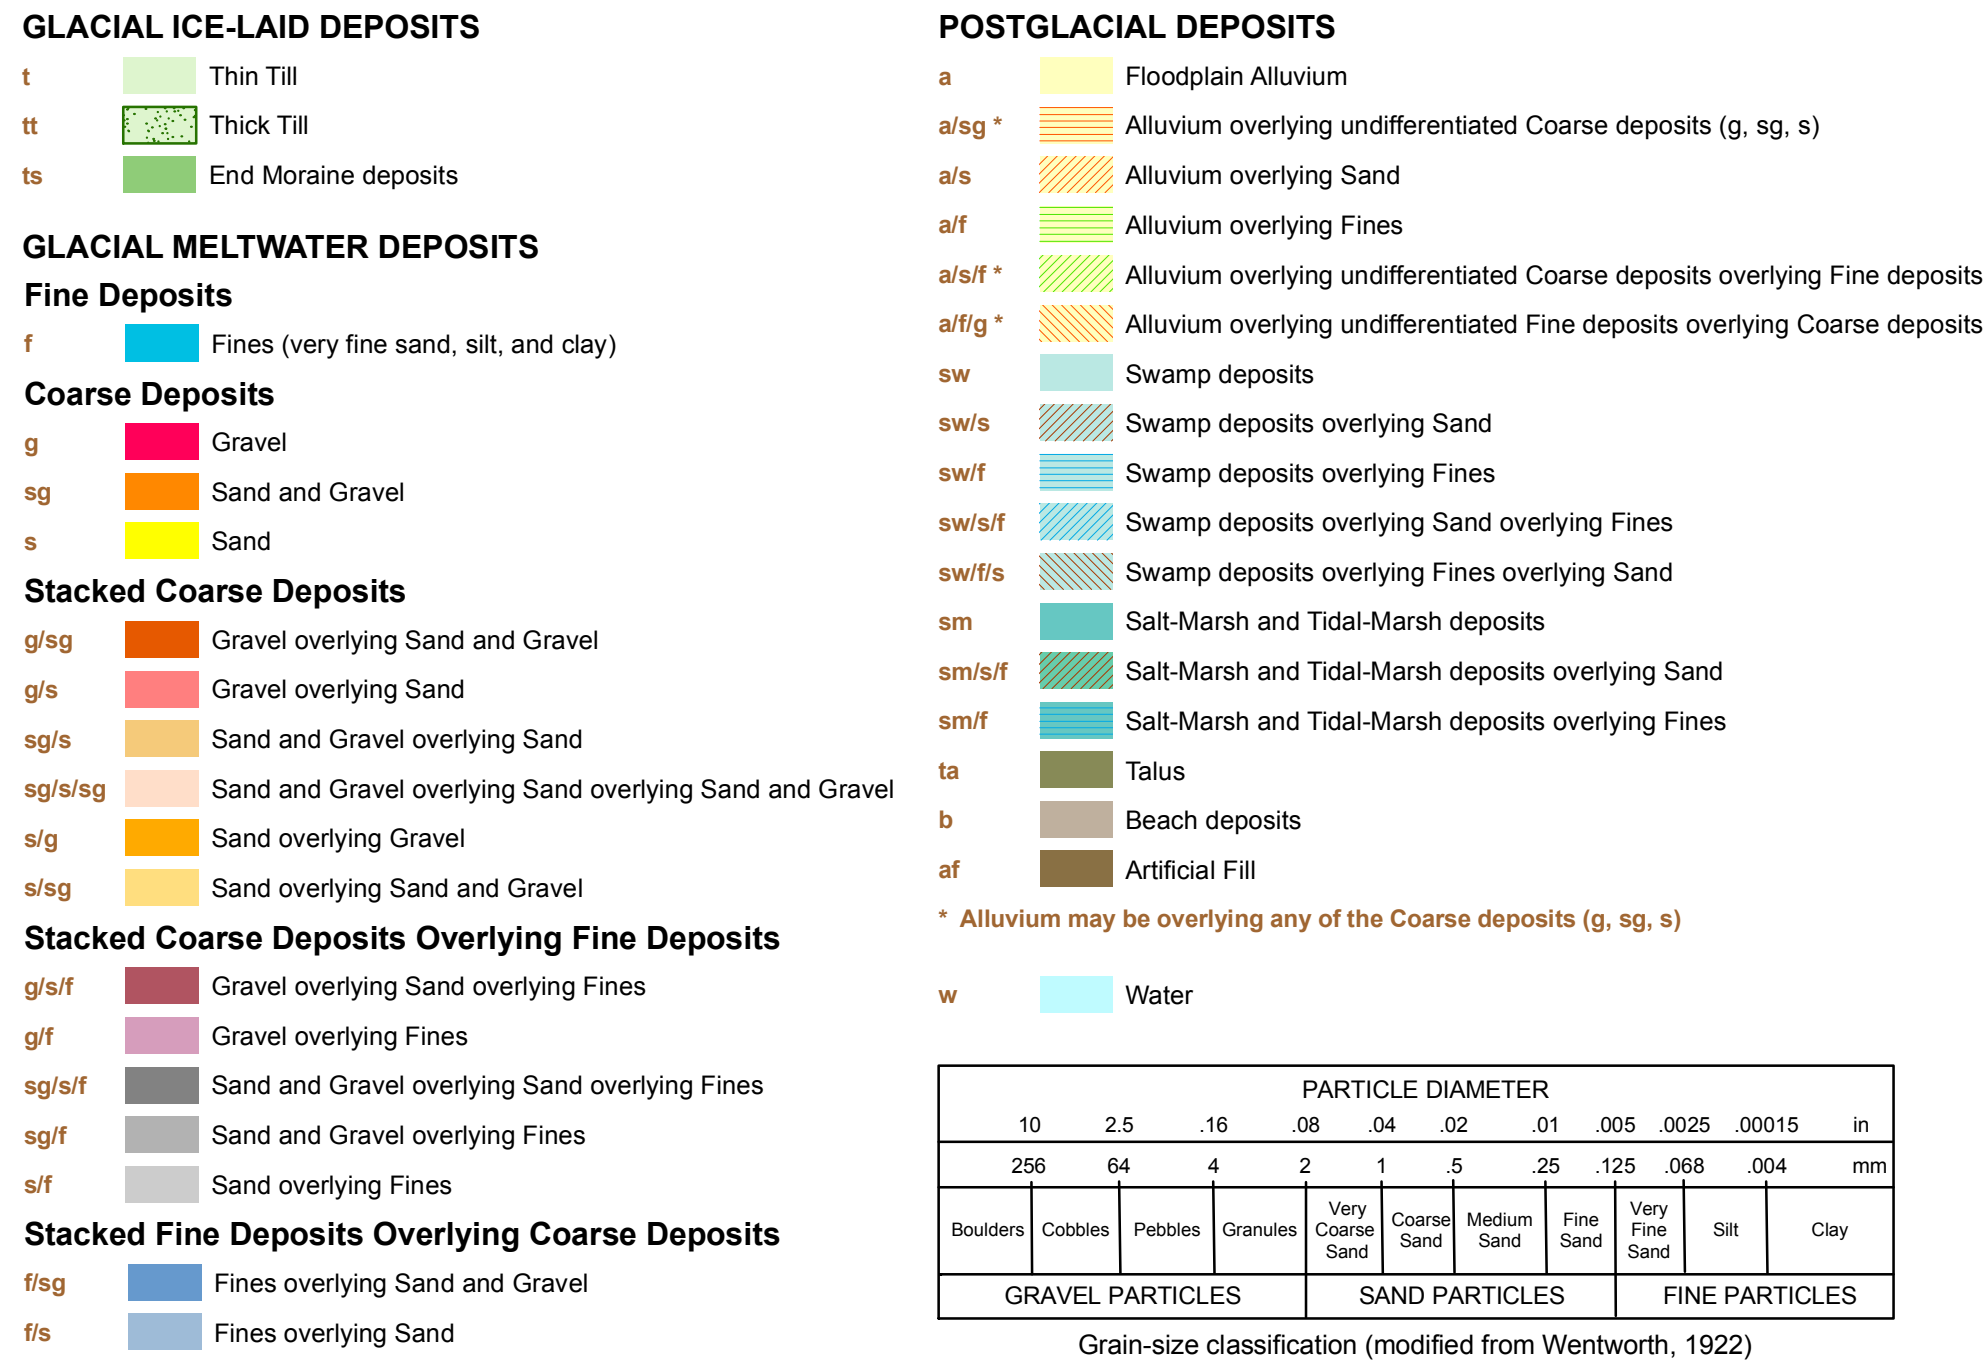 GLACIAL ICE-LAID DEPOSITS
t Thin Till
tt Thick Till
ts End Moraine deposits
GLACIAL MELTWATER DEPOSITS
Fine Deposits
f Fines (very fine sand, silt, and clay)
Coarse Deposits
g Gravel
sg Sand and Gravel
s Sand
Stacked Coarse Deposits
g/sg Gravel overlying Sand and Gravel
g/s Gravel overlying Sand
sg/s Sand and Gravel overlying Sand
sg/s/sg Sand and Gravel overlying Sand overlying Sand and Gravel
s/g Sand overlying Gravel
s/sg Sand overlying Sand and Gravel
Stacked Coarse Deposits Overlying Fine Deposits
g/s/f Gravel overlying Sand overlying Fines
g/f Gravel overlying Fines
sg/s/f Sand and Gravel overlying Sand overlying Fines
sg/f Sand and Gravel overlying Fines
s/f Sand overlying Fines
Stacked Fine Deposits Overlying Coarse Deposits
f/sg Fines overlying Sand and Gravel
f/s Fines overlying Sand
POSTGLACIAL DEPOSITS
a Floodplain Alluvium
a/sg * Alluvium overlying undifferentiated Coarse deposits (g, sg, s)
a/s Alluvium overlying Sand
a/f Alluvium overlying Fines
a/s/f * Alluvium overlying undifferentiated Coarse deposits overlying Fine deposits
a/f/g * Alluvium overlying undifferentiated Fine deposits overlying Coarse deposits
sw Swamp deposits
sw/s Swamp deposits overlying Sand
sw/f Swamp deposits overlying Fines
sw/s/f Swamp deposits overlying Sand overlying Fines
sw/f/s Swamp deposits overlying Fines overlying Sand
sm Salt-Marsh and Tidal-Marsh deposits
sm/s/f Salt-Marsh and Tidal-Marsh deposits overlying Sand
sm/f Salt-Marsh and Tidal-Marsh deposits overlying Fines
ta Talus
b Beach deposits
af Artificial Fill
* Alluvium may be overlying any of the Coarse deposits (g, sg, s)
w Water
PARTICLE DIAMETER
10 2.5 .16 .08 .04 .02 .01 .005 .0025 .00015 in
256 64 4 2 1 .5 .25 .125 .068 .004 mm
Boulders Cobbles Pebbles Granules Very Coarse Sand Coarse Sand Medium Sand Fine Sand Very Fine Sand Silt Clay
GRAVEL PARTICLES SAND PARTICLES FINE PARTICLES
Grain-size classification (modified from Wentworth, 1922)